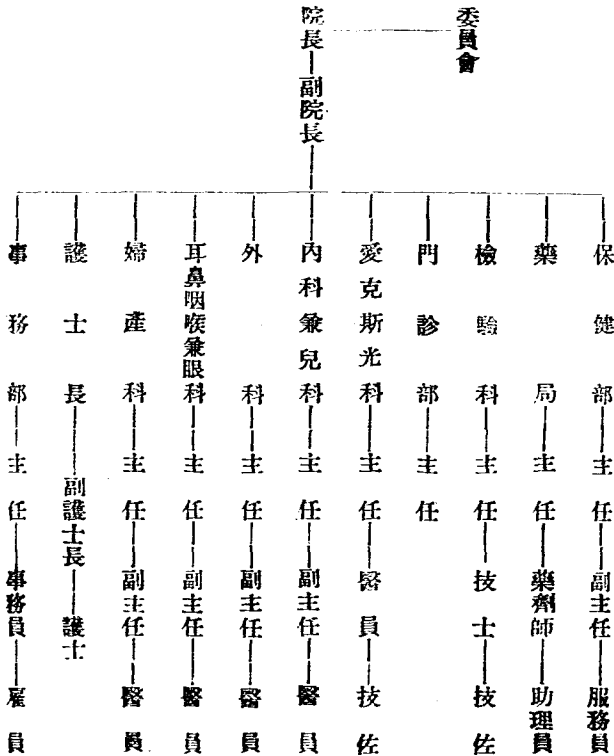 委員會
院長 副院長
保健部 主任 副主任 服務員
藥局 主任 藥劑師 助理員
檢驗科 主任 技士 技佐
門診部 主任
愛克斯光科 主任 醫員 技佐
內科兼兒科 主任 副主任 醫員
外科 主任 副主任 醫員
耳鼻咽喉兼眼科 主任 副主任 醫員
婦產科 主任 副主任 醫員
護士長 副護士長 護士
事務部 主任 事務員 雇員